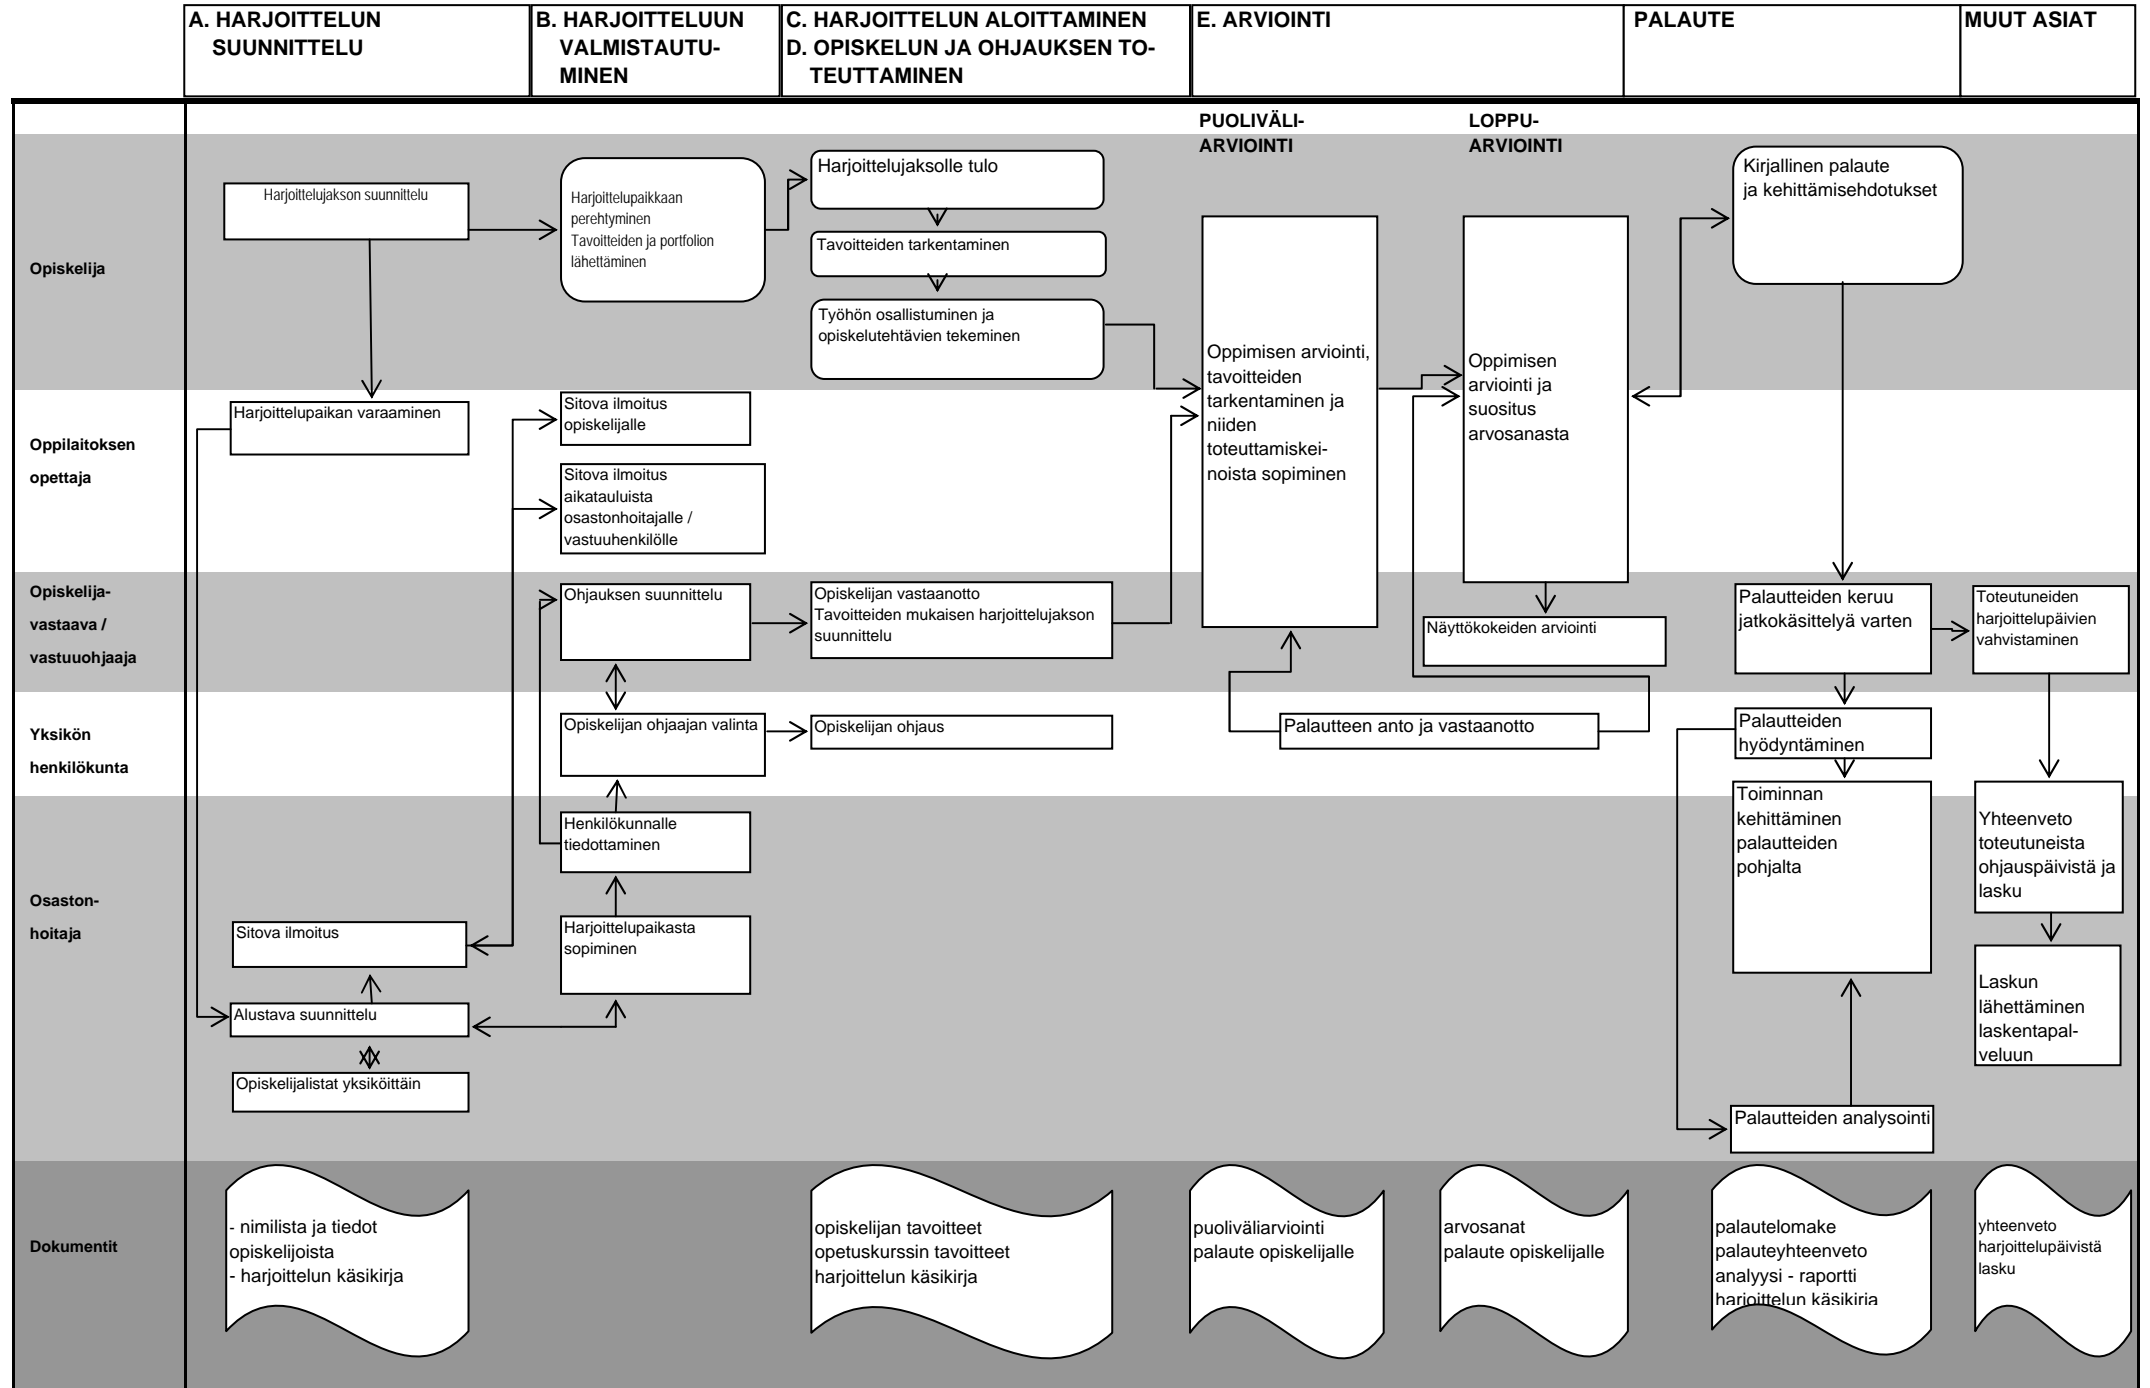 A. HARJOITTELUN
SUUNNITTELU
B. HARJOITTELUUN
VALMISTAUTU-
MINEN
C. HARJOITTELUN ALOITTAMINEN
D. OPISKELUN JA OHJAUKSEN TO-
TEUTTAMINEN
E. ARVIOINTI
PALAUTE
MUUT ASIAT
PUOLIVÄLI-
ARVIOINTI
LOPPU-
ARVIOINTI
Opiskelija
Harjoittelujakson suunnittelu
Harjoittelupaikkaan
perehtyminen
Tavoitteiden ja portfolion
lähettäminen
Harjoittelujaksolle tulo
Tavoitteiden tarkentaminen
Työhön osallistuminen ja
opiskelutehtävien tekeminen
Oppimisen arviointi,
tavoitteiden
tarkentaminen ja
niiden
toteuttamiskei-
noista sopiminen
Oppimisen
arviointi ja
suositus
arvosanasta
Kirjallinen palaute
ja kehittämisehdotukset
Oppilaitoksen
opettaja
Harjoittelupaikan varaaminen
Sitova ilmoitus
opiskelijalle
Sitova ilmoitus
aikatauluista
osastonhoitajalle /
vastuuhenkilölle
Opiskelija-
vastaava /
vastuuohjaaja
Ohjauksen suunnittelu
Opiskelijan vastaanotto
Tavoitteiden mukaisen harjoittelujakson
suunnittelu
Näyttökokeiden arviointi
Palautteiden keruu
jatkokäsittelyä varten
Toteutuneiden
harjoittelupäivien
vahvistaminen
Yksikön
henkilökunta
Opiskelijan ohjaajan valinta
Opiskelijan ohjaus
Palautteen anto ja vastaanotto
Palautteiden
hyödyntäminen
Osaston-
hoitaja
Henkilökunnalle
tiedottaminen
Harjoittelupaikasta
sopiminen
Sitova ilmoitus
Alustava suunnittelu
Opiskelijalistat yksiköittäin
Toiminnan
kehittäminen
palautteiden
pohjalta
Palautteiden analysointi
Yhteenveto
toteutuneista
ohjauspäivistä ja
lasku
Laskun
lähettäminen
laskentapal-
veluun
Dokumentit
- nimilista ja tiedot
opiskelijoista
- harjoittelun käsikirja
opiskelijan tavoitteet
opetuskurssin tavoitteet
harjoittelun käsikirja
puoliväliarviointi
palaute opiskelijalle
arvosanat
palaute opiskelijalle
palautelomake
palauteyhteenveto
analyysi - raportti
harjoittelun käsikirja
yhteenveto
harjoittelupäivistä
lasku